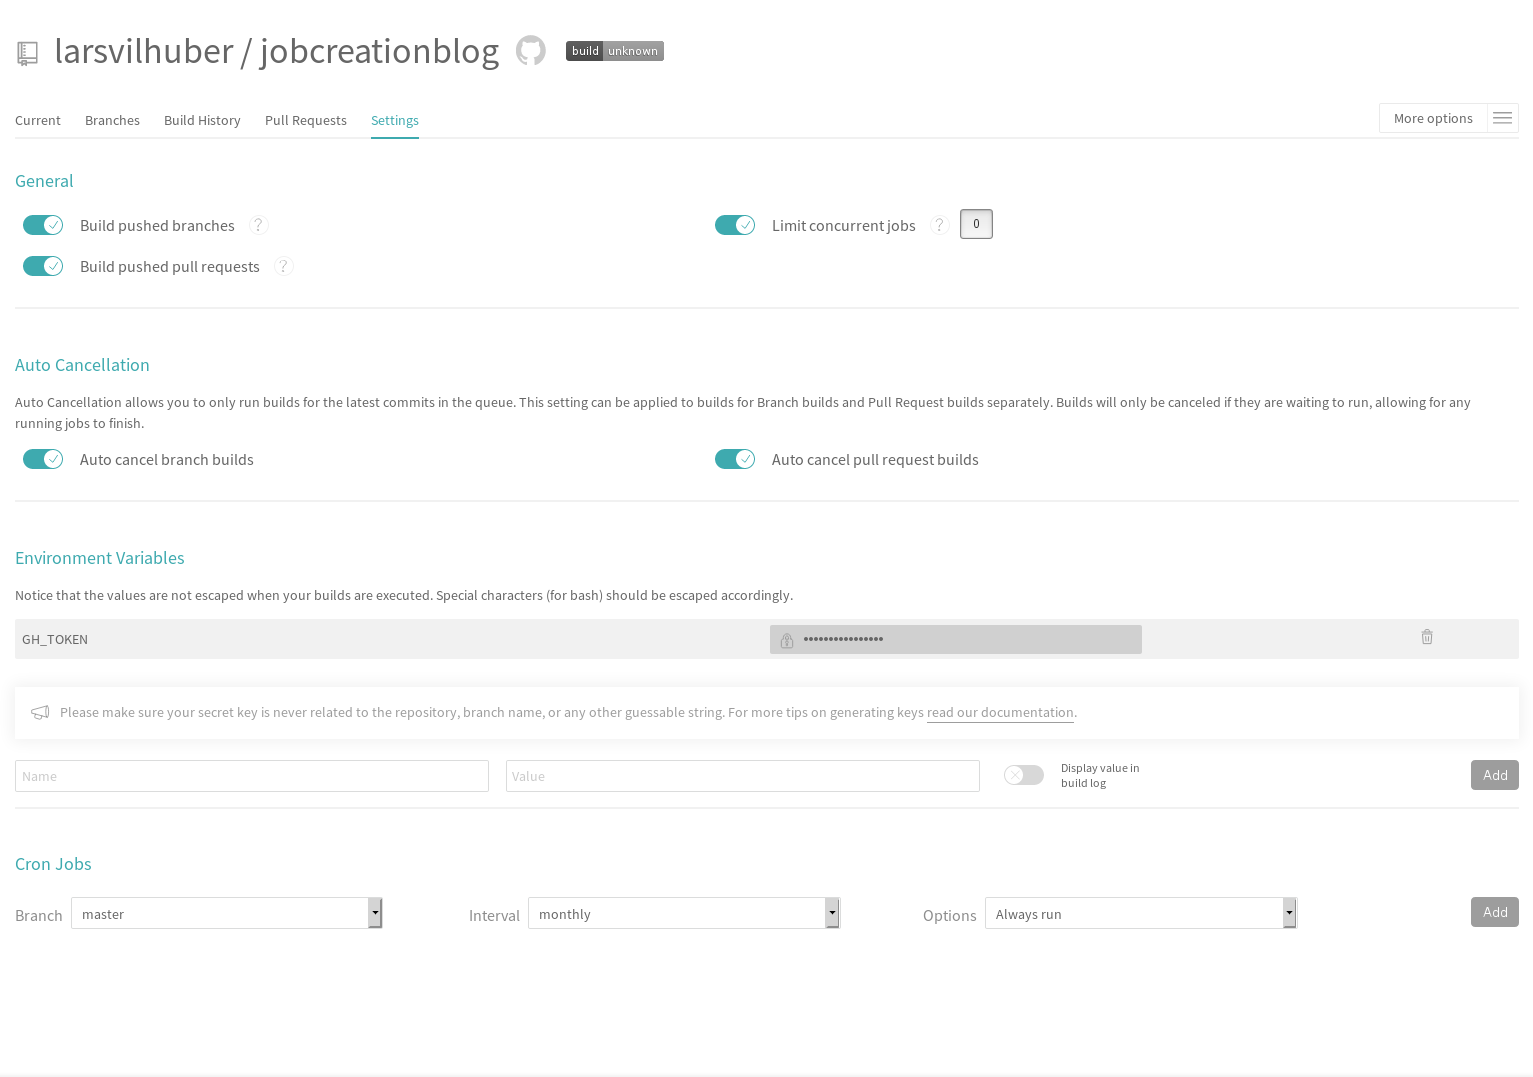 larsvilhuber / jobcreationblog
build unknown
Current Branches Build History Pull Requests Settings
More options
General
Build pushed branches ?
Limit concurrent jobs ? 0
Build pushed pull requests ?
Auto Cancellation
Auto Cancellation allows you to only run builds for the latest commits in the queue. This setting can be applied to builds for Branch builds and Pull Request builds separately. Builds will only be canceled if they are waiting to run, allowing for any
running jobs to finish.
Auto cancel branch builds
Auto cancel pull request builds
Environment Variables
Notice that the values are not escaped when your builds are executed. Special characters (for bash) should be escaped accordingly.
GH_TOKEN ••••••••••••••••
Please make sure your secret key is never related to the repository, branch name, or any other guessable string. For more tips on generating keys read our documentation.
Name
Value
Display value in
build log
Add
Cron Jobs
Branch master
Interval monthly
Options Always run
Add